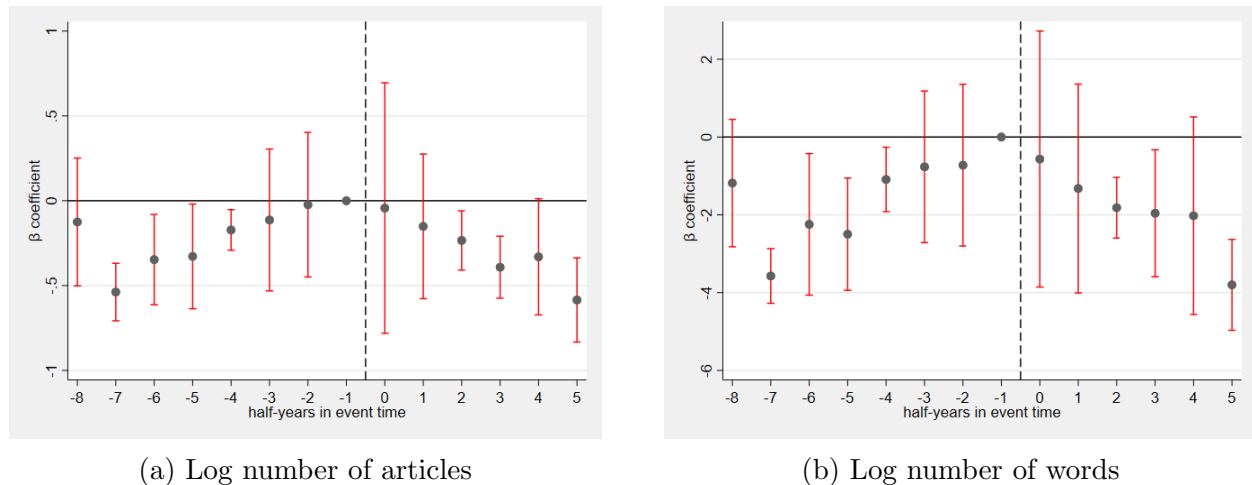 1
.5
0
-.5
-1
β coefficient
-8 -7 -6 -5 -4 -3 -2 -1 0 1 2 3 4 5
half-years in event time
(a) Log number of articles
2
0
-2
-4
-6
β coefficient
-8 -7 -6 -5 -4 -3 -2 -1 0 1 2 3 4 5
half-years in event time
(b) Log number of words